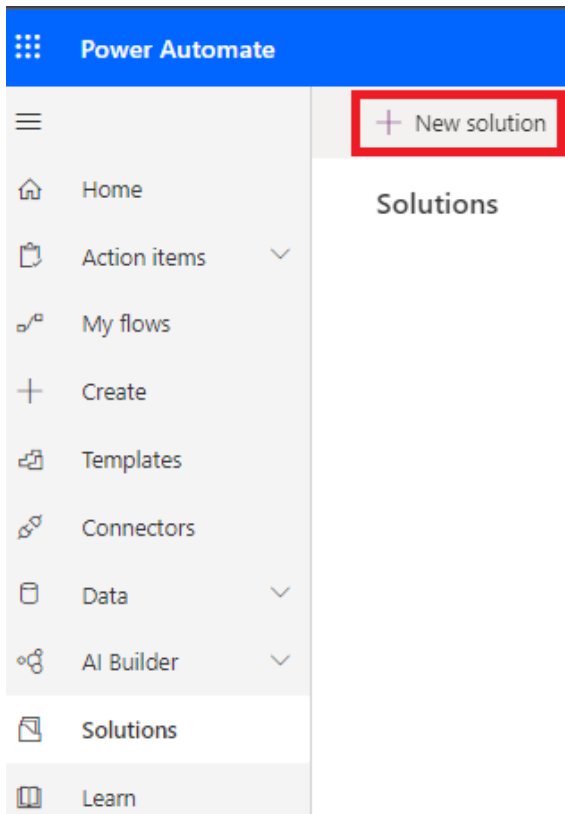 Power Automate
New solution
Home
Solutions
Action items
My flows
Create
Templates
Connectors
Data
AI Builder
Solutions
Learn